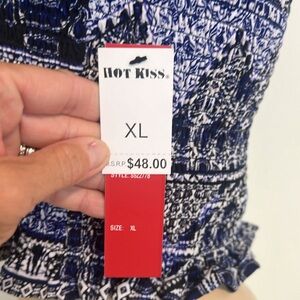 HOT KISS®
XL
MSRP $48.00
SIZE: XL